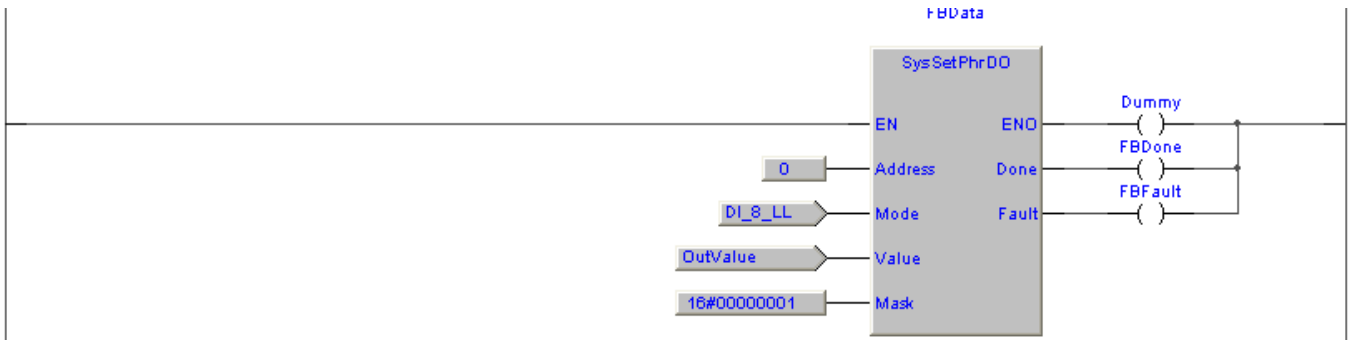 FBData
SysSetPhrDO
Dummy
EN ENO
FBDone
0 Address Done
FBFault
DI_8_LL Mode Fault
OutValue Value
16#00000001 Mask